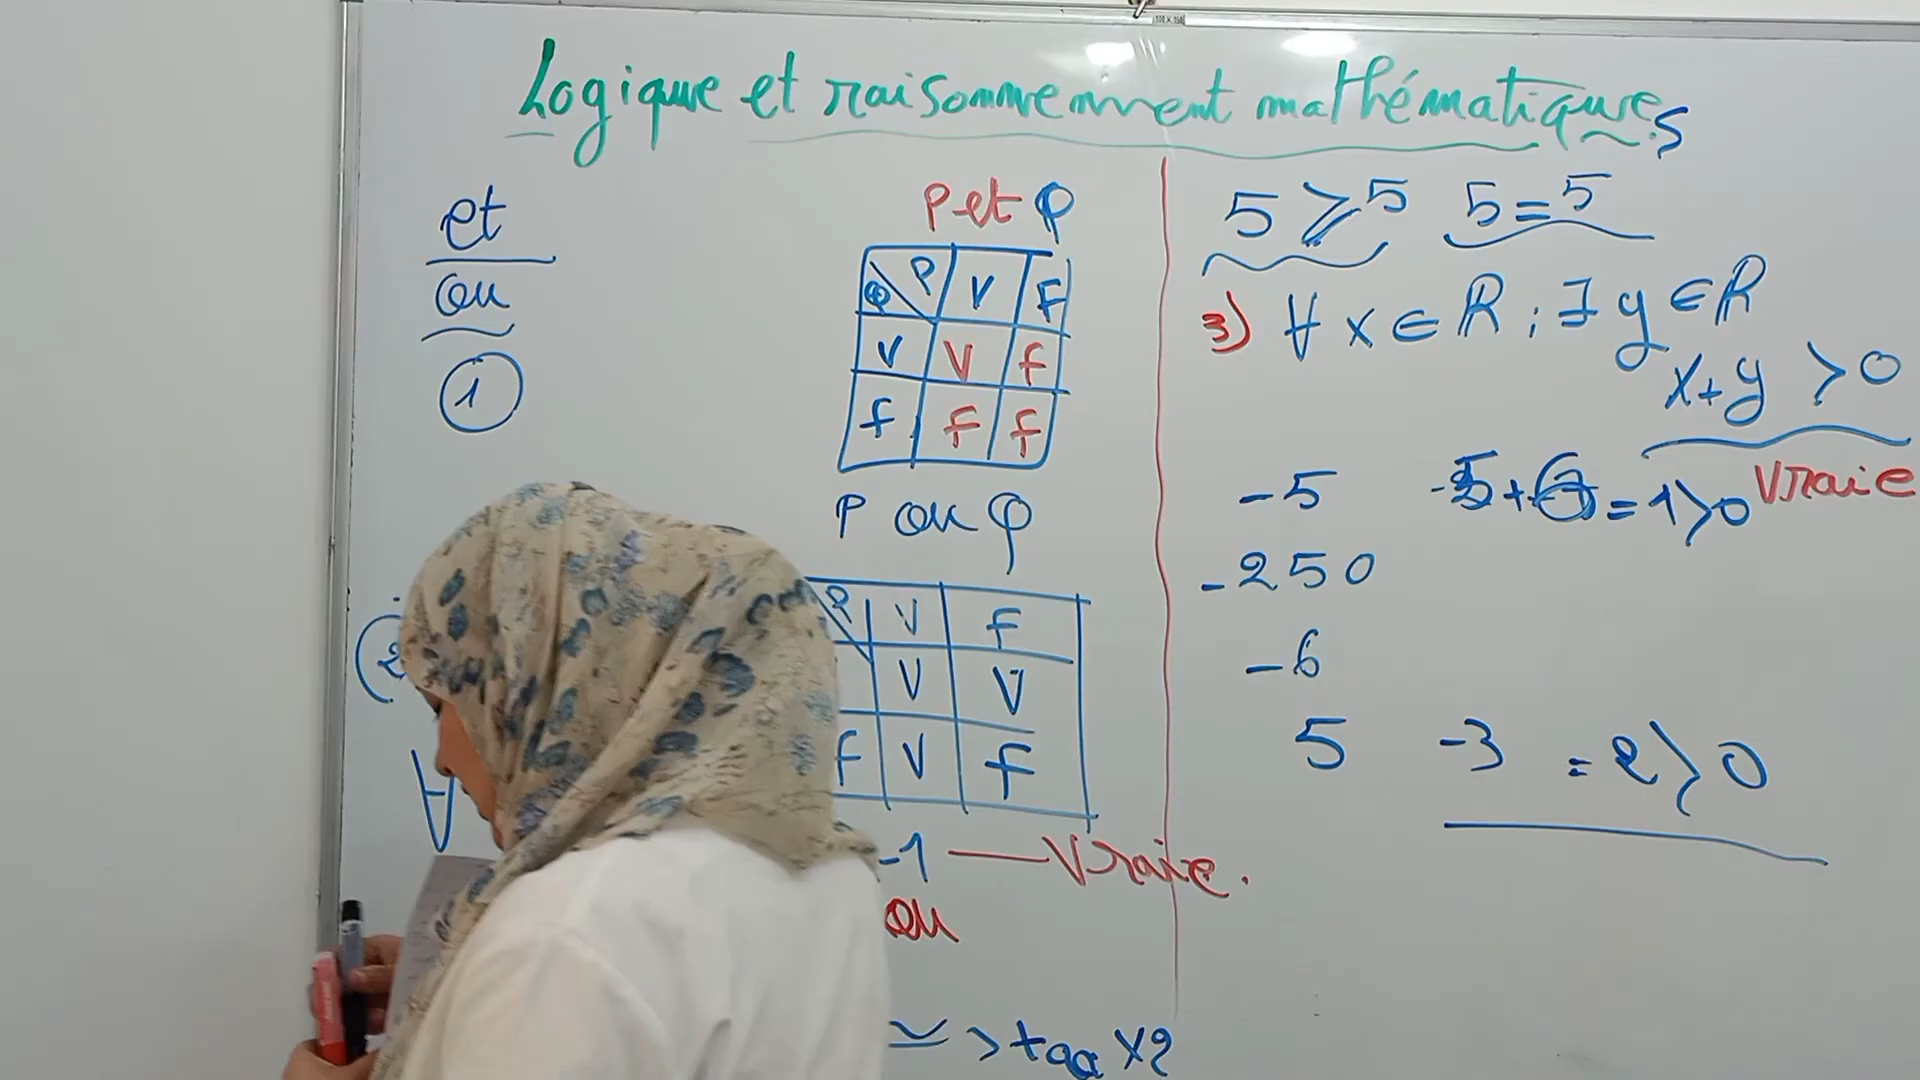 Logique et raisonnement mathématiques
et
ou
1
P et Q
Q P V F
V V F
F F F
P ou Q
P V F
V V
F V F
2
∀
-1 — Vraie.
ou
5 ⩾ 5 5 = 5
3) ∀ x ∈ R ; ∃ y ∈ R
x+y > 0
Vraie
-5 -5+6 = 1>0
-250
-6
5 -3 = 2>0